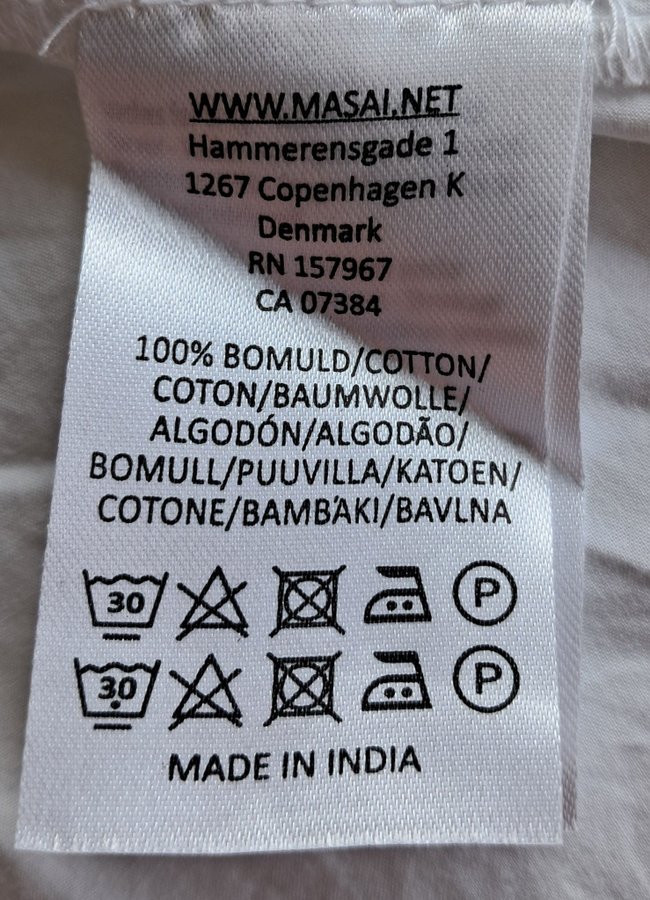 WWW.MASAI.NET
Hammerensgade 1
1267 Copenhagen K
Denmark
RN 157967
CA 07384
100% BOMULD/COTTON/
COTON/BAUMWOLLE/
ALGODÓN/ALGODÃO/
BOMULL/PUUVILLA/KATOEN/
COTONE/BAMBÁKI/BAVLNA
30 P
30 P
MADE IN INDIA